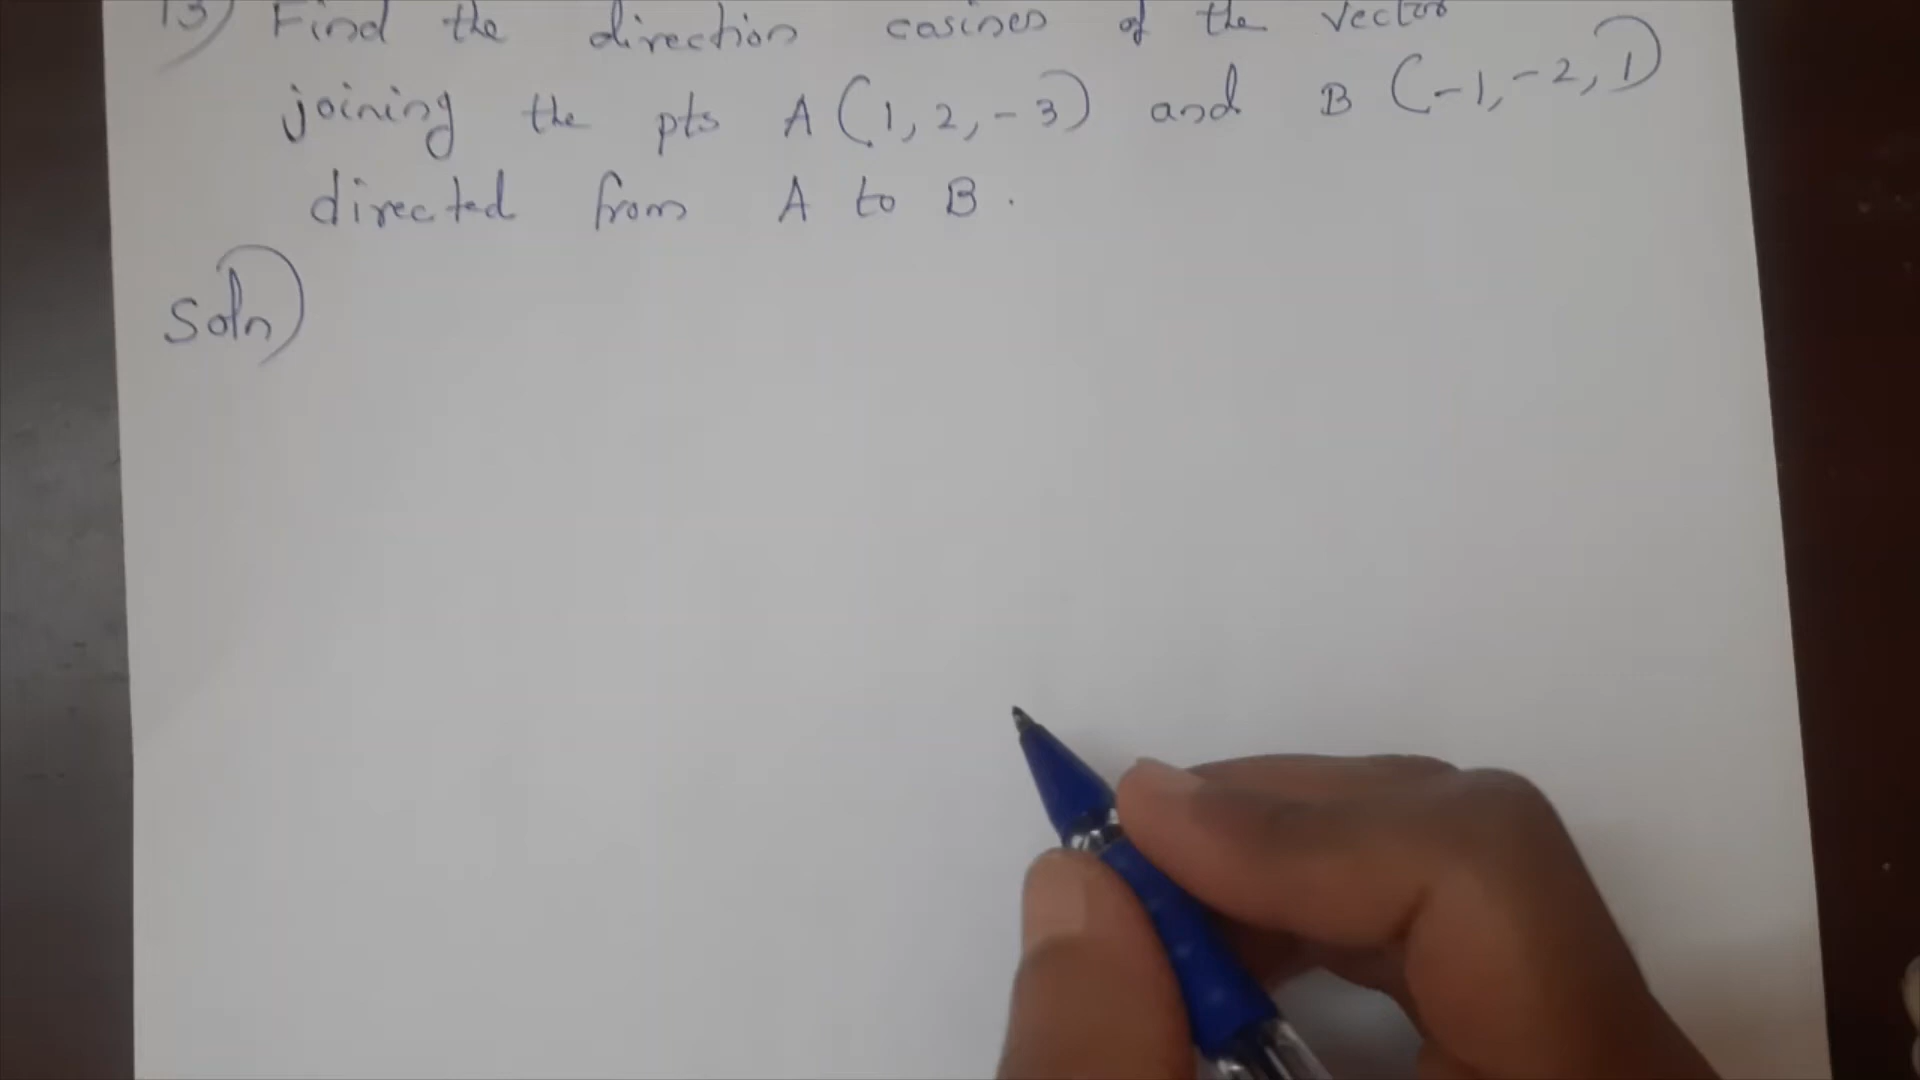 13) Find the direction cosines of the vector
joining the pts A (1, 2, -3) and B (-1, -2, 1)
directed from A to B.
Soln)